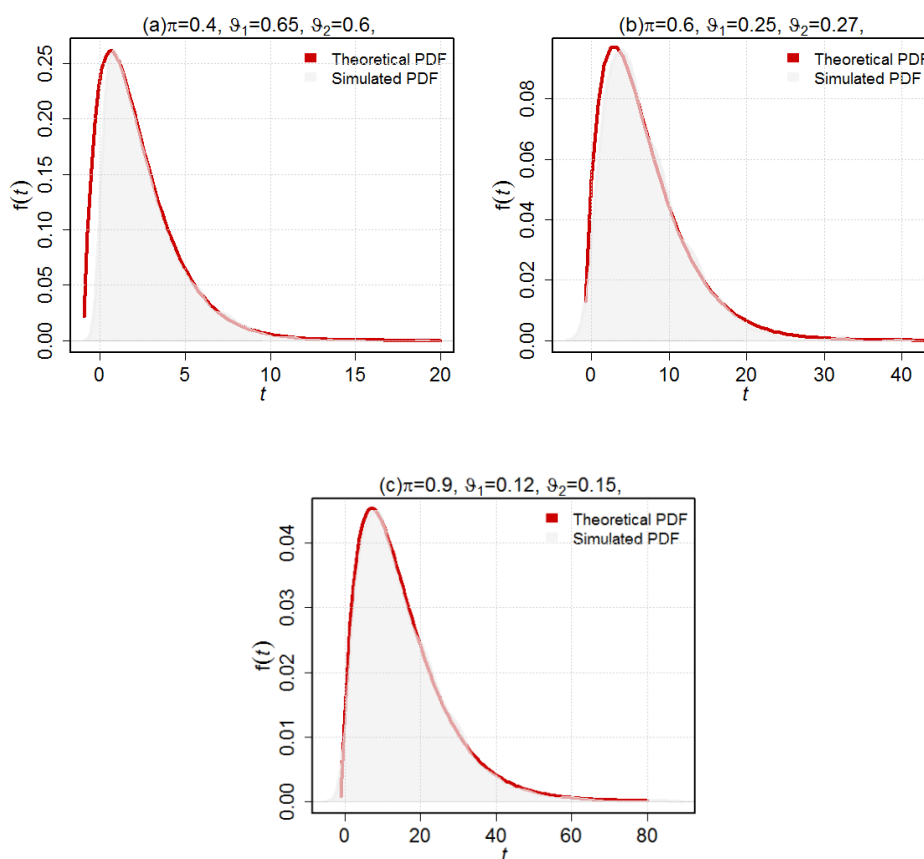 (a)π=0.4, ϑ1=0.65, ϑ2=0.6,
Theoretical PDF
Simulated PDF
f(t)
0.00
0.05
0.10
0.15
0.20
0.25
0 5 10 15 20
t
(b)π=0.6, ϑ1=0.25, ϑ2=0.27,
Theoretical PDF
Simulated PDF
f(t)
0.00
0.02
0.04
0.06
0.08
0 10 20 30 40
t
(c)π=0.9, ϑ1=0.12, ϑ2=0.15,
Theoretical PDF
Simulated PDF
f(t)
0.00
0.01
0.02
0.03
0.04
0 20 40 60 80
t